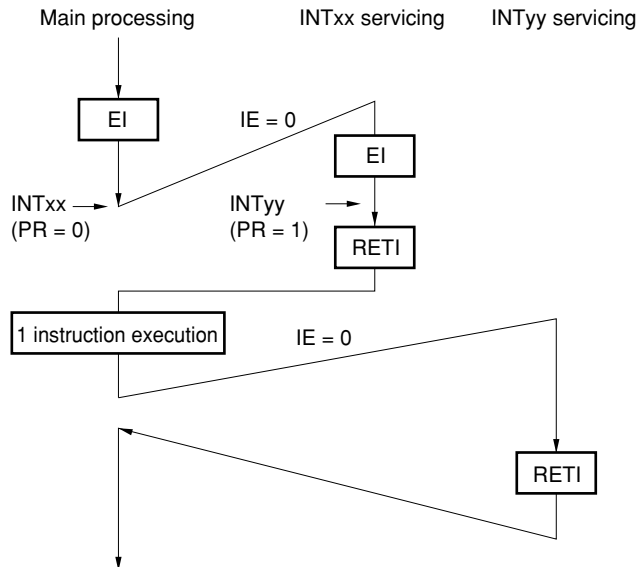 Main processing
INTxx servicing
INTyy servicing
EI
IE = 0
EI
INTxx
(PR = 0)
INTyy
(PR = 1)
RETI
1 instruction execution
IE = 0
RETI